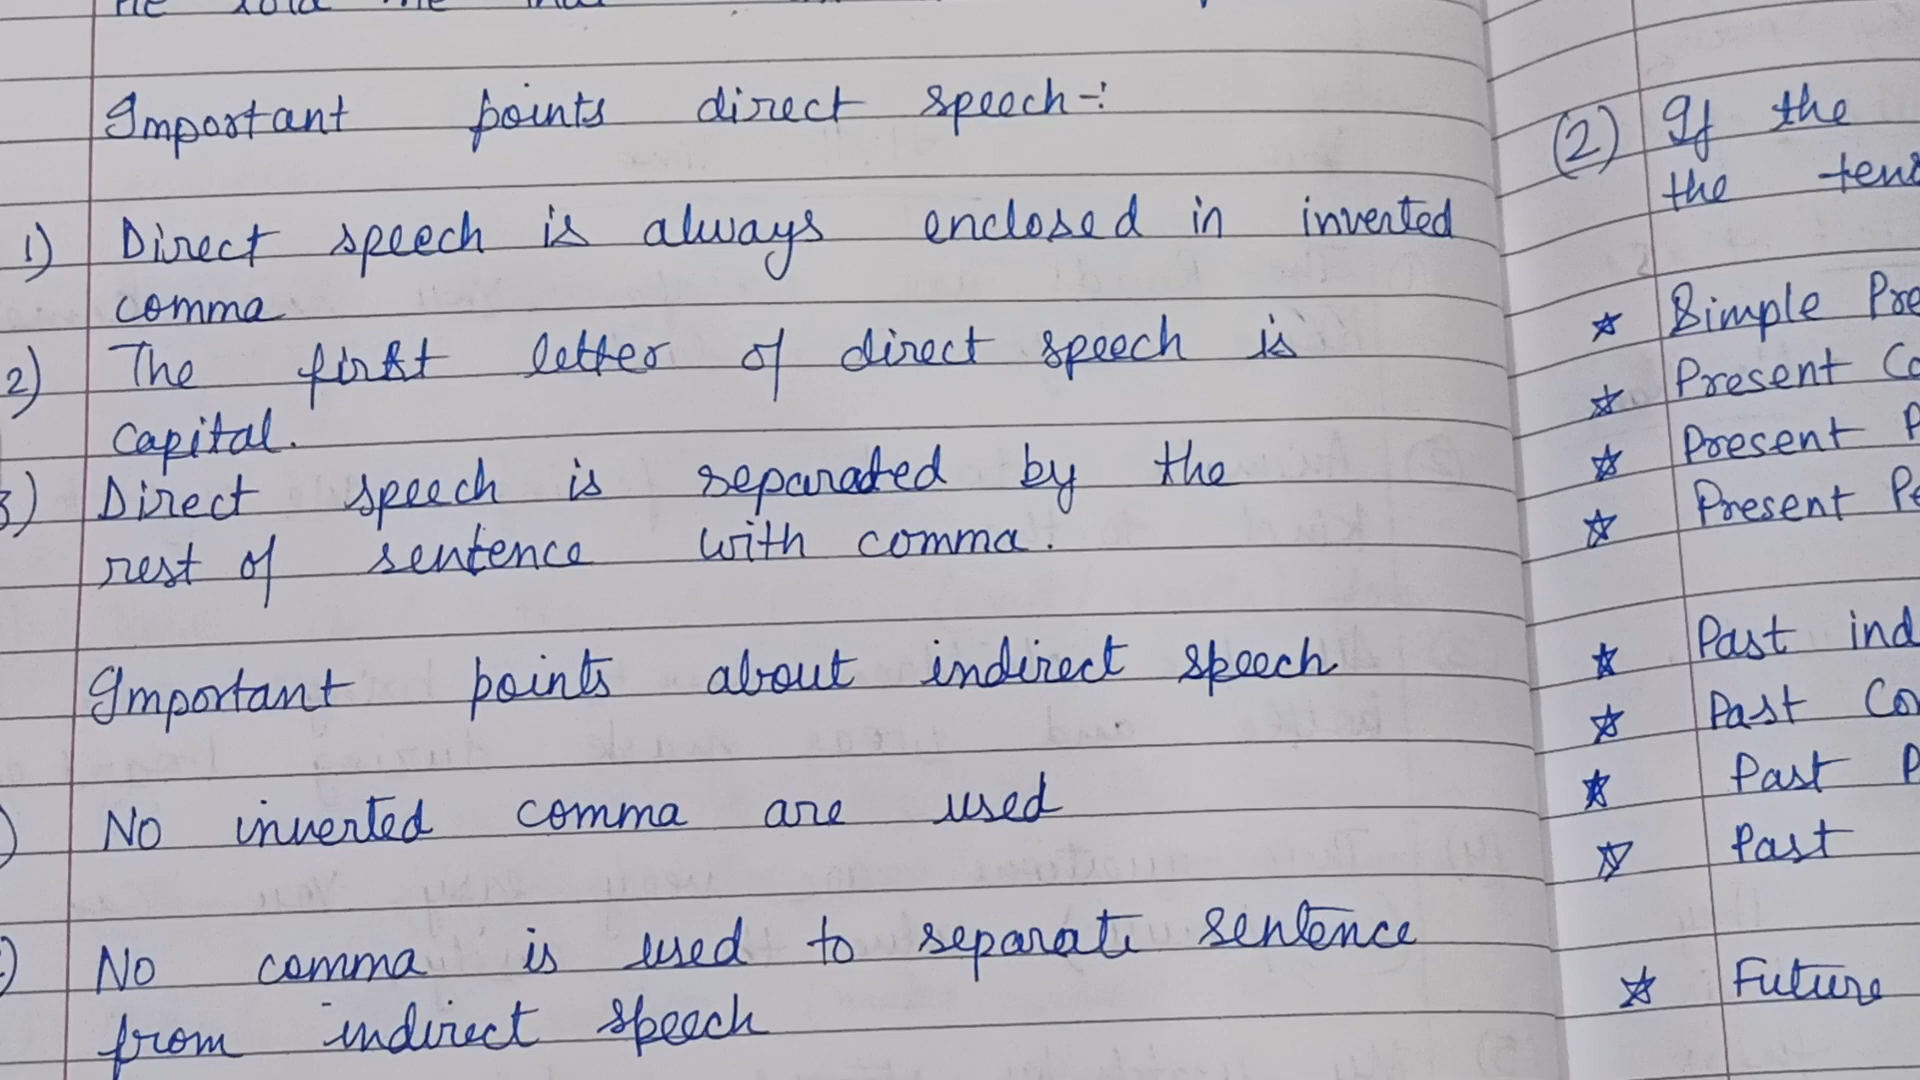 Important points direct speech-:
1) Direct speech is always enclosed in inverted
comma
2) The first letter of direct speech is
capital.
3) Direct speech is separated by the
rest of sentence with comma.
Important points about indirect speech
No inverted comma are used
No comma is used to separate sentence
from indirect speech
(2) If the
the
☆ Simple
☆ Present
☆ Present
☆ Present
☆ Past
☆ Past
☆ Past
☆ Past
☆ Future